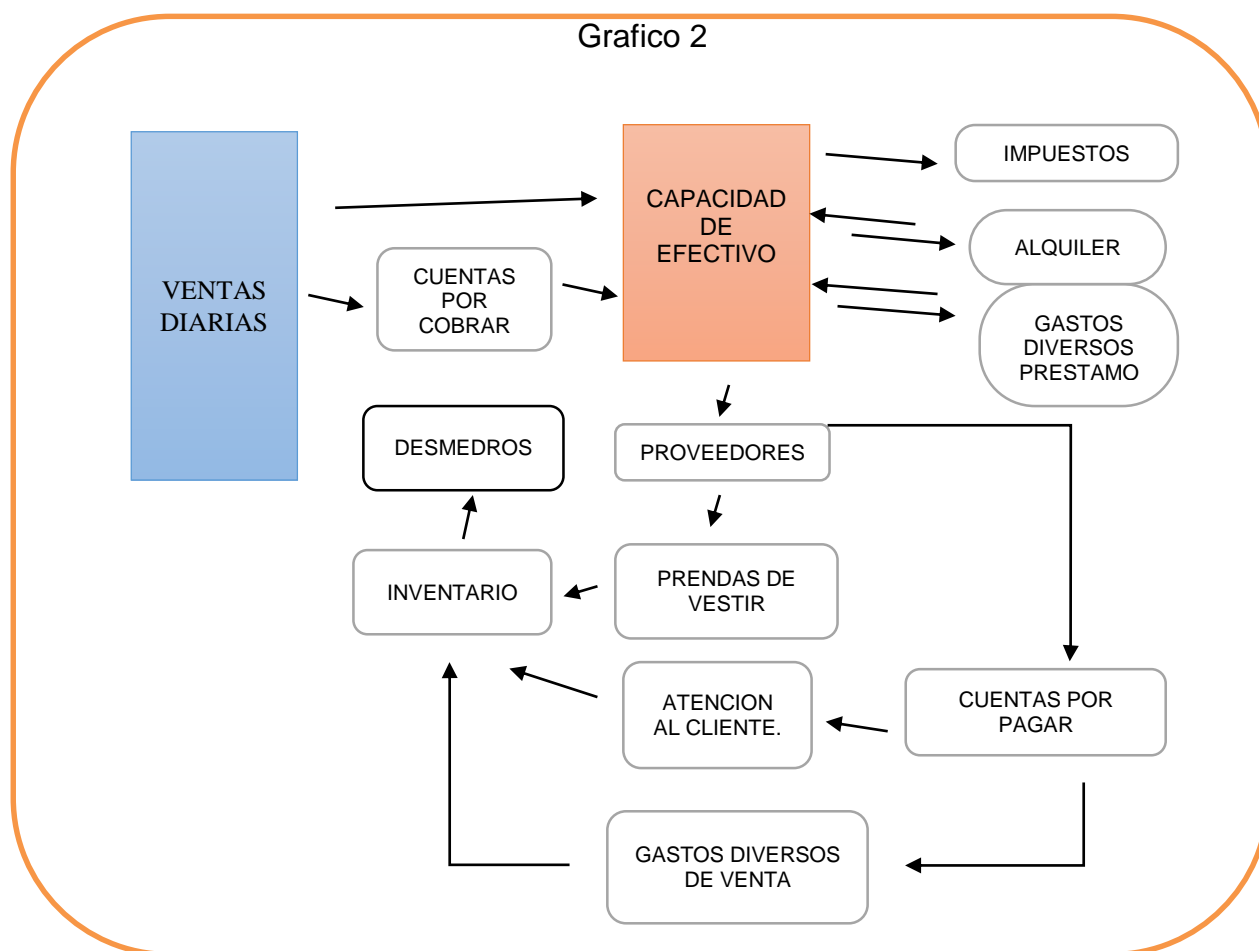 Grafico 2
VENTAS
DIARIAS
CUENTAS
POR
COBRAR
CAPACIDAD
DE
EFECTIVO
IMPUESTOS
ALQUILER
GASTOS
DIVERSOS
PRESTAMO
DESMEDROS
PROVEEDORES
INVENTARIO
PRENDAS DE
VESTIR
ATENCION
AL CLIENTE.
CUENTAS POR
PAGAR
GASTOS DIVERSOS
DE VENTA